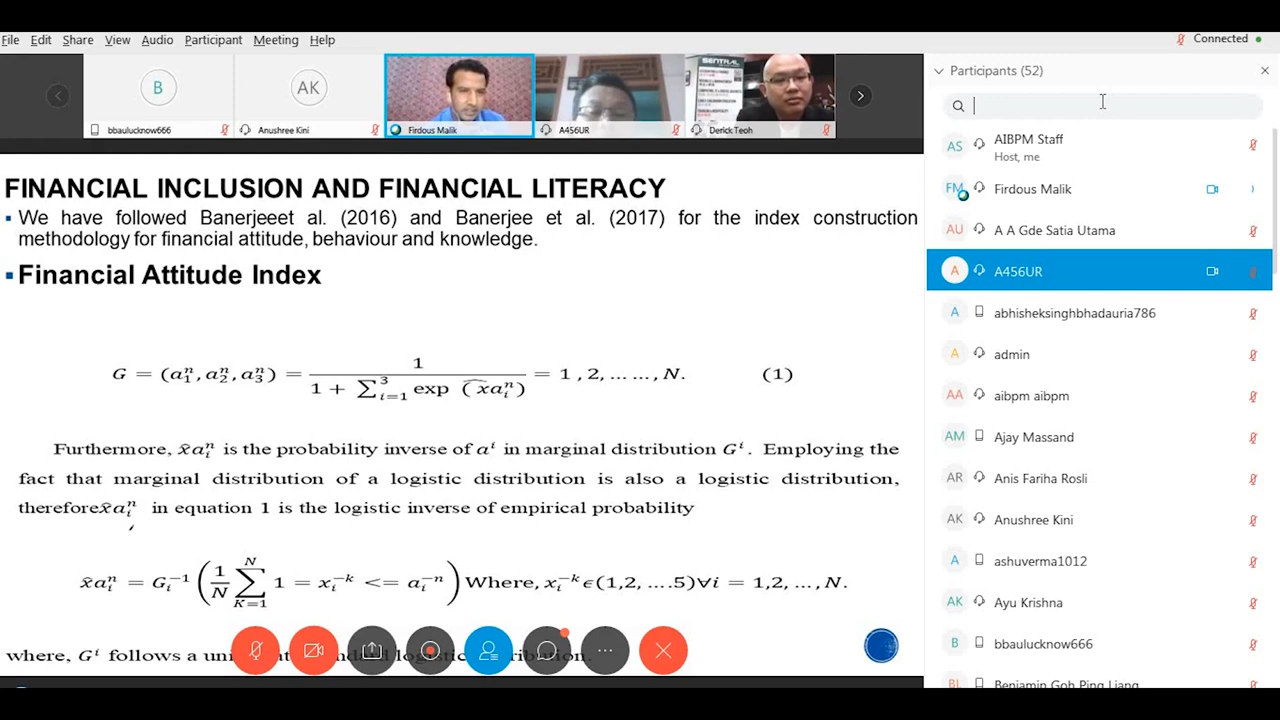 File Edit Share View Audio Participant Meeting Help
Connected
B
AK
bbaulucknow666
Anushree Kini
Firdous Malik
A456UR
SENTRAL
Derick Teoh
FINANCIAL INCLUSION AND FINANCIAL LITERACY
▪ We have followed Banerjeeet al. (2016) and Banerjee et al. (2017) for the index construction
methodology for financial attitude, behaviour and knowledge.
▪ Financial Attitude Index
G = (a₁ⁿ, a₂ⁿ, a₃ⁿ) = 1 / (1 + ∑³ᵢ₌₁ exp (x̂aᵢⁿ)) = 1 , 2, ... ..., N. (1)
Furthermore, x̂aᵢⁿ is the probability inverse of aⁱ in marginal distribution Gⁱ. Employing the
fact that marginal distribution of a logistic distribution is also a logistic distribution,
thereforex̂aᵢⁿ in equation 1 is the logistic inverse of empirical probability
x̂aᵢⁿ = Gᵢ⁻¹ (1/N ∑ᴺ K=1 1 = xᵢ⁻ᵏ <= aᵢ⁻ⁿ) Where, xᵢ⁻ᵏ ϵ(1,2, ....5)∀i = 1,2, ..., N.
where, Gⁱ follows a
Participants (52)
AS AIBPM Staff
Host, me
FM Firdous Malik
AU A A Gde Satia Utama
A A456UR
A abhisheksinghbhadauria786
A admin
AA aibpm aibpm
AM Ajay Massand
AR Anis Fariha Rosli
AK Anushree Kini
A ashuverma1012
AK Ayu Krishna
B bbaulucknow666
BL Benjamin Goh Ping Liang